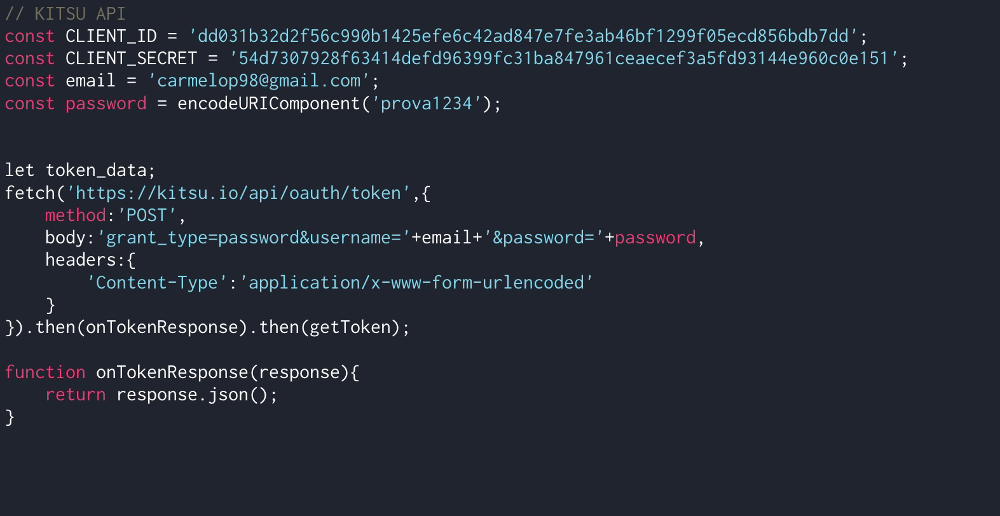 // KITSU API
const CLIENT_ID = 'dd031b32d2f56c990b1425efe6c42ad847e7fe3ab46bf1299f05ecd856bdb7dd';
const CLIENT_SECRET = '54d7307928f63414defd96399fc31ba847961ceaecef3a5fd93144e960c0e151';
const email = 'carmelop98@gmail.com';
const password = encodeURIComponent('prova1234');
let token_data;
fetch('https://kitsu.io/api/oauth/token',{
    method:'POST',
    body:'grant_type=password&username='+email+'&password='+password,
    headers:{
        'Content-Type':'application/x-www-form-urlencoded'
    }
}).then(onTokenResponse).then(getToken);
function onTokenResponse(response){
    return response.json();
}